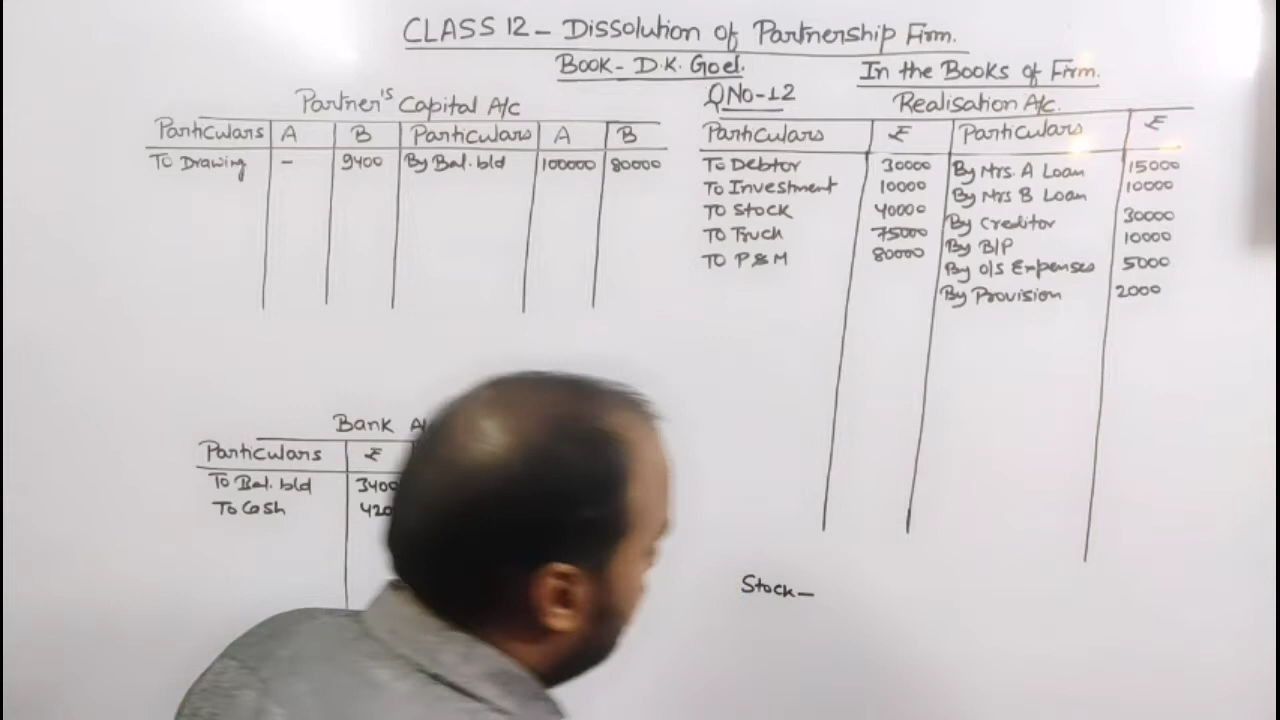 CLASS 12 - Dissolution of Partnership Firm.
Book - D.K. Goel.
In the Books of Firm.
Partner's Capital A/c
Particulars A B Particulars A B
To Drawing - 9400 By Bal. b/d 100000 80000
QNo-12
Realisation A/c.
Particulars ₹ Particulars ₹
To Debtor 30000 By Mrs. A Loan 15000
To Investment 10000 By Mrs B Loan 10000
To Stock 40000 By Creditor 30000
To Truck 75000 By B/P 10000
To P&M 80000 By O/S Expenses 5000
By Provision 2000
Bank A/
Particulars ₹
To Bal. b/d 3400
To Cash 420
Stock -